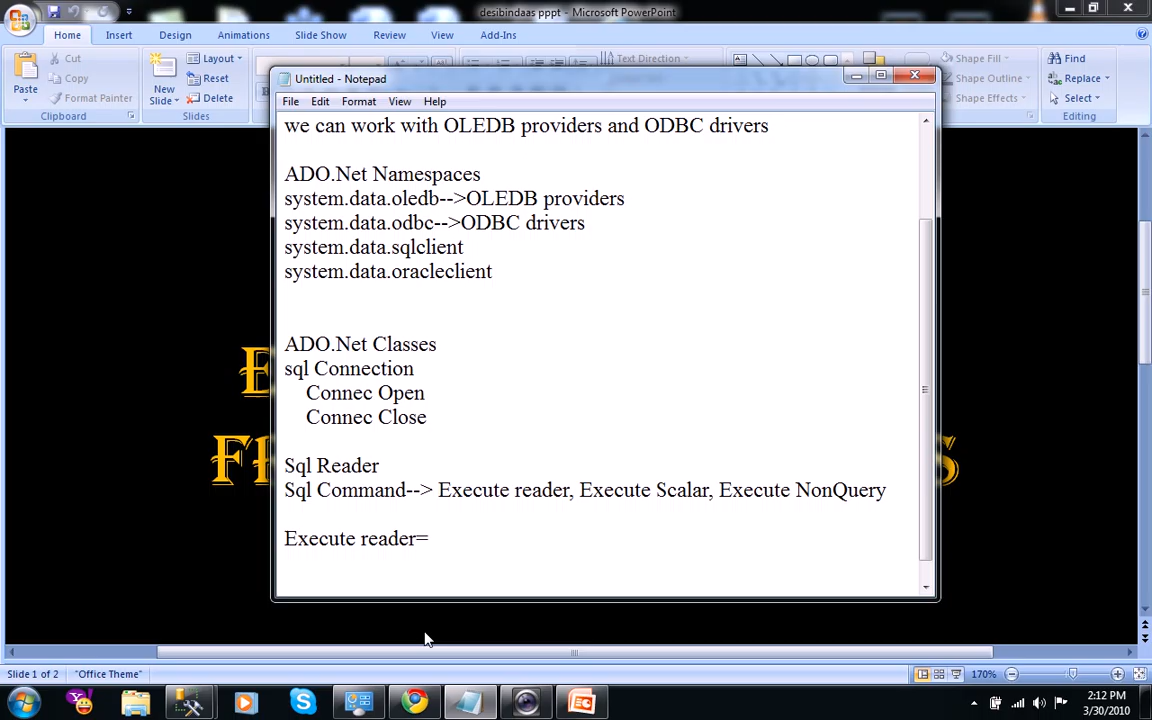 desibindaas pppt - Microsoft PowerPoint
Home Insert Design Animations Slide Show Review View Add-Ins
Paste
Cut
Copy
Format Painter
Clipboard
New Slide
Layout
Reset
Delete
Slides
Text Direction
Shape Fill
Shape Outline
Shape Effects
Find
Replace
Select
Editing
Untitled - Notepad
File Edit Format View Help
we can work with OLEDB providers and ODBC drivers
ADO.Net Namespaces
system.data.oledb-->OLEDB providers
system.data.odbc-->ODBC drivers
system.data.sqlclient
system.data.oracleclient
ADO.Net Classes
sql Connection
Connec Open
Connec Close
Sql Reader
Sql Command--> Execute reader, Execute Scalar, Execute NonQuery
Execute reader=
Slide 1 of 2 "Office Theme" 170%
2:12 PM
3/30/2010